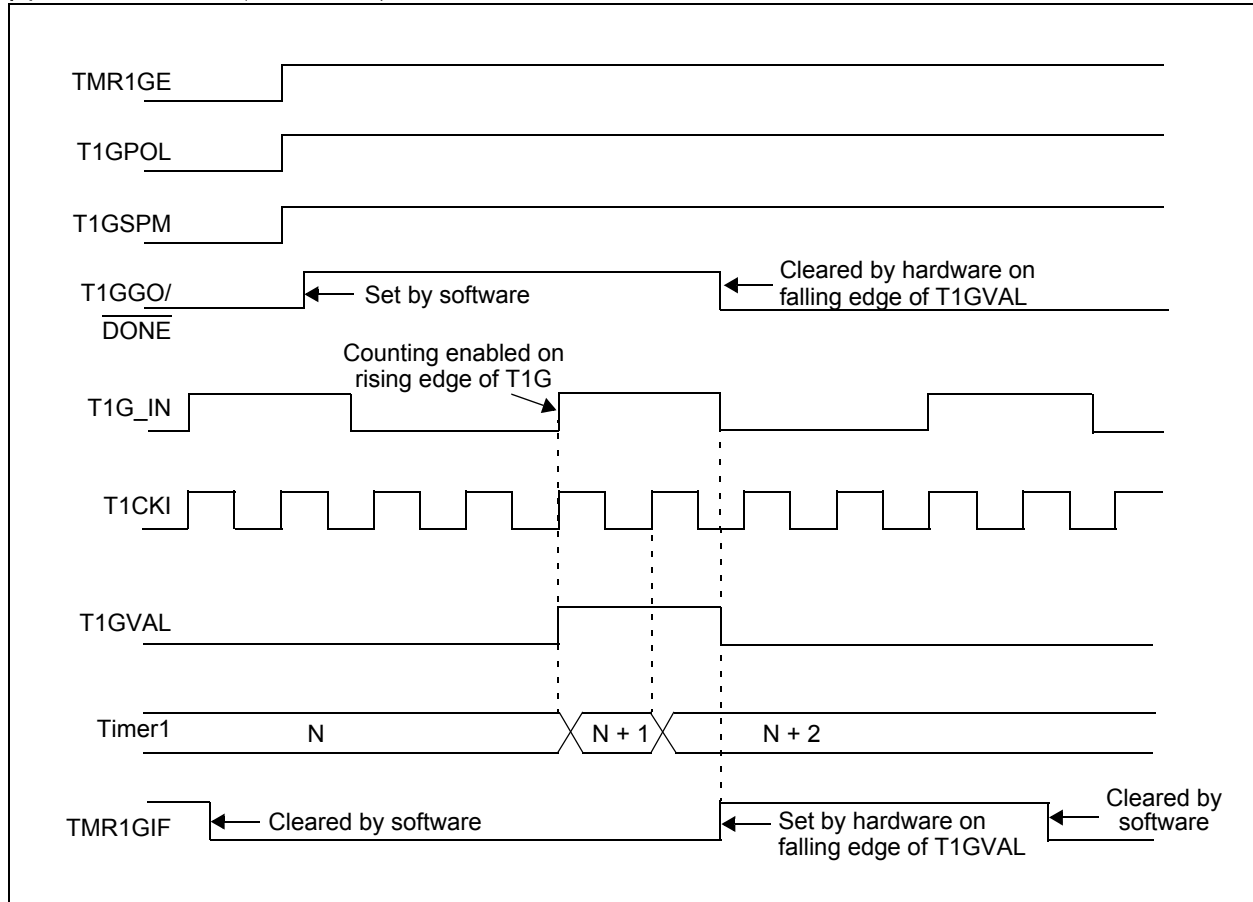 TMR1GE
T1GPOL
T1GSPM
T1GGO/
DONE
Set by software
Cleared by hardware on
falling edge of T1GVAL
Counting enabled on
rising edge of T1G
T1G_IN
T1CKI
T1GVAL
Timer1
N
N + 1
N + 2
TMR1GIF
Cleared by software
Set by hardware on
falling edge of T1GVAL
Cleared by
software